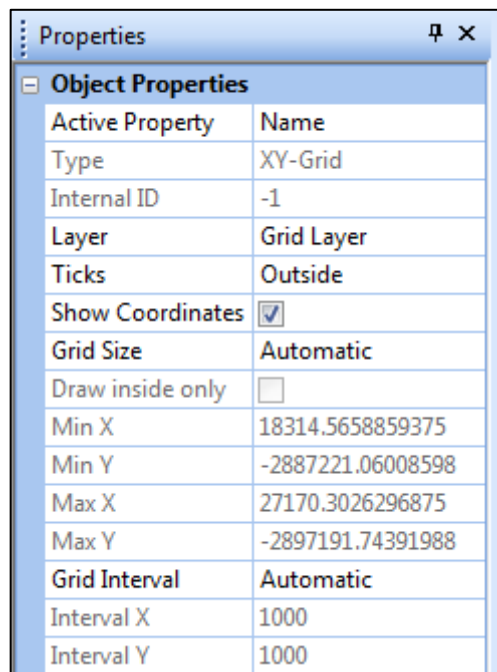 Properties
Object Properties
Active Property Name
Type XY-Grid
Internal ID -1
Layer Grid Layer
Ticks Outside
Show Coordinates
Grid Size Automatic
Draw inside only
Min X 18314.5658859375
Min Y -2887221.06008598
Max X 27170.3026296875
Max Y -2897191.74391988
Grid Interval Automatic
Interval X 1000
Interval Y 1000